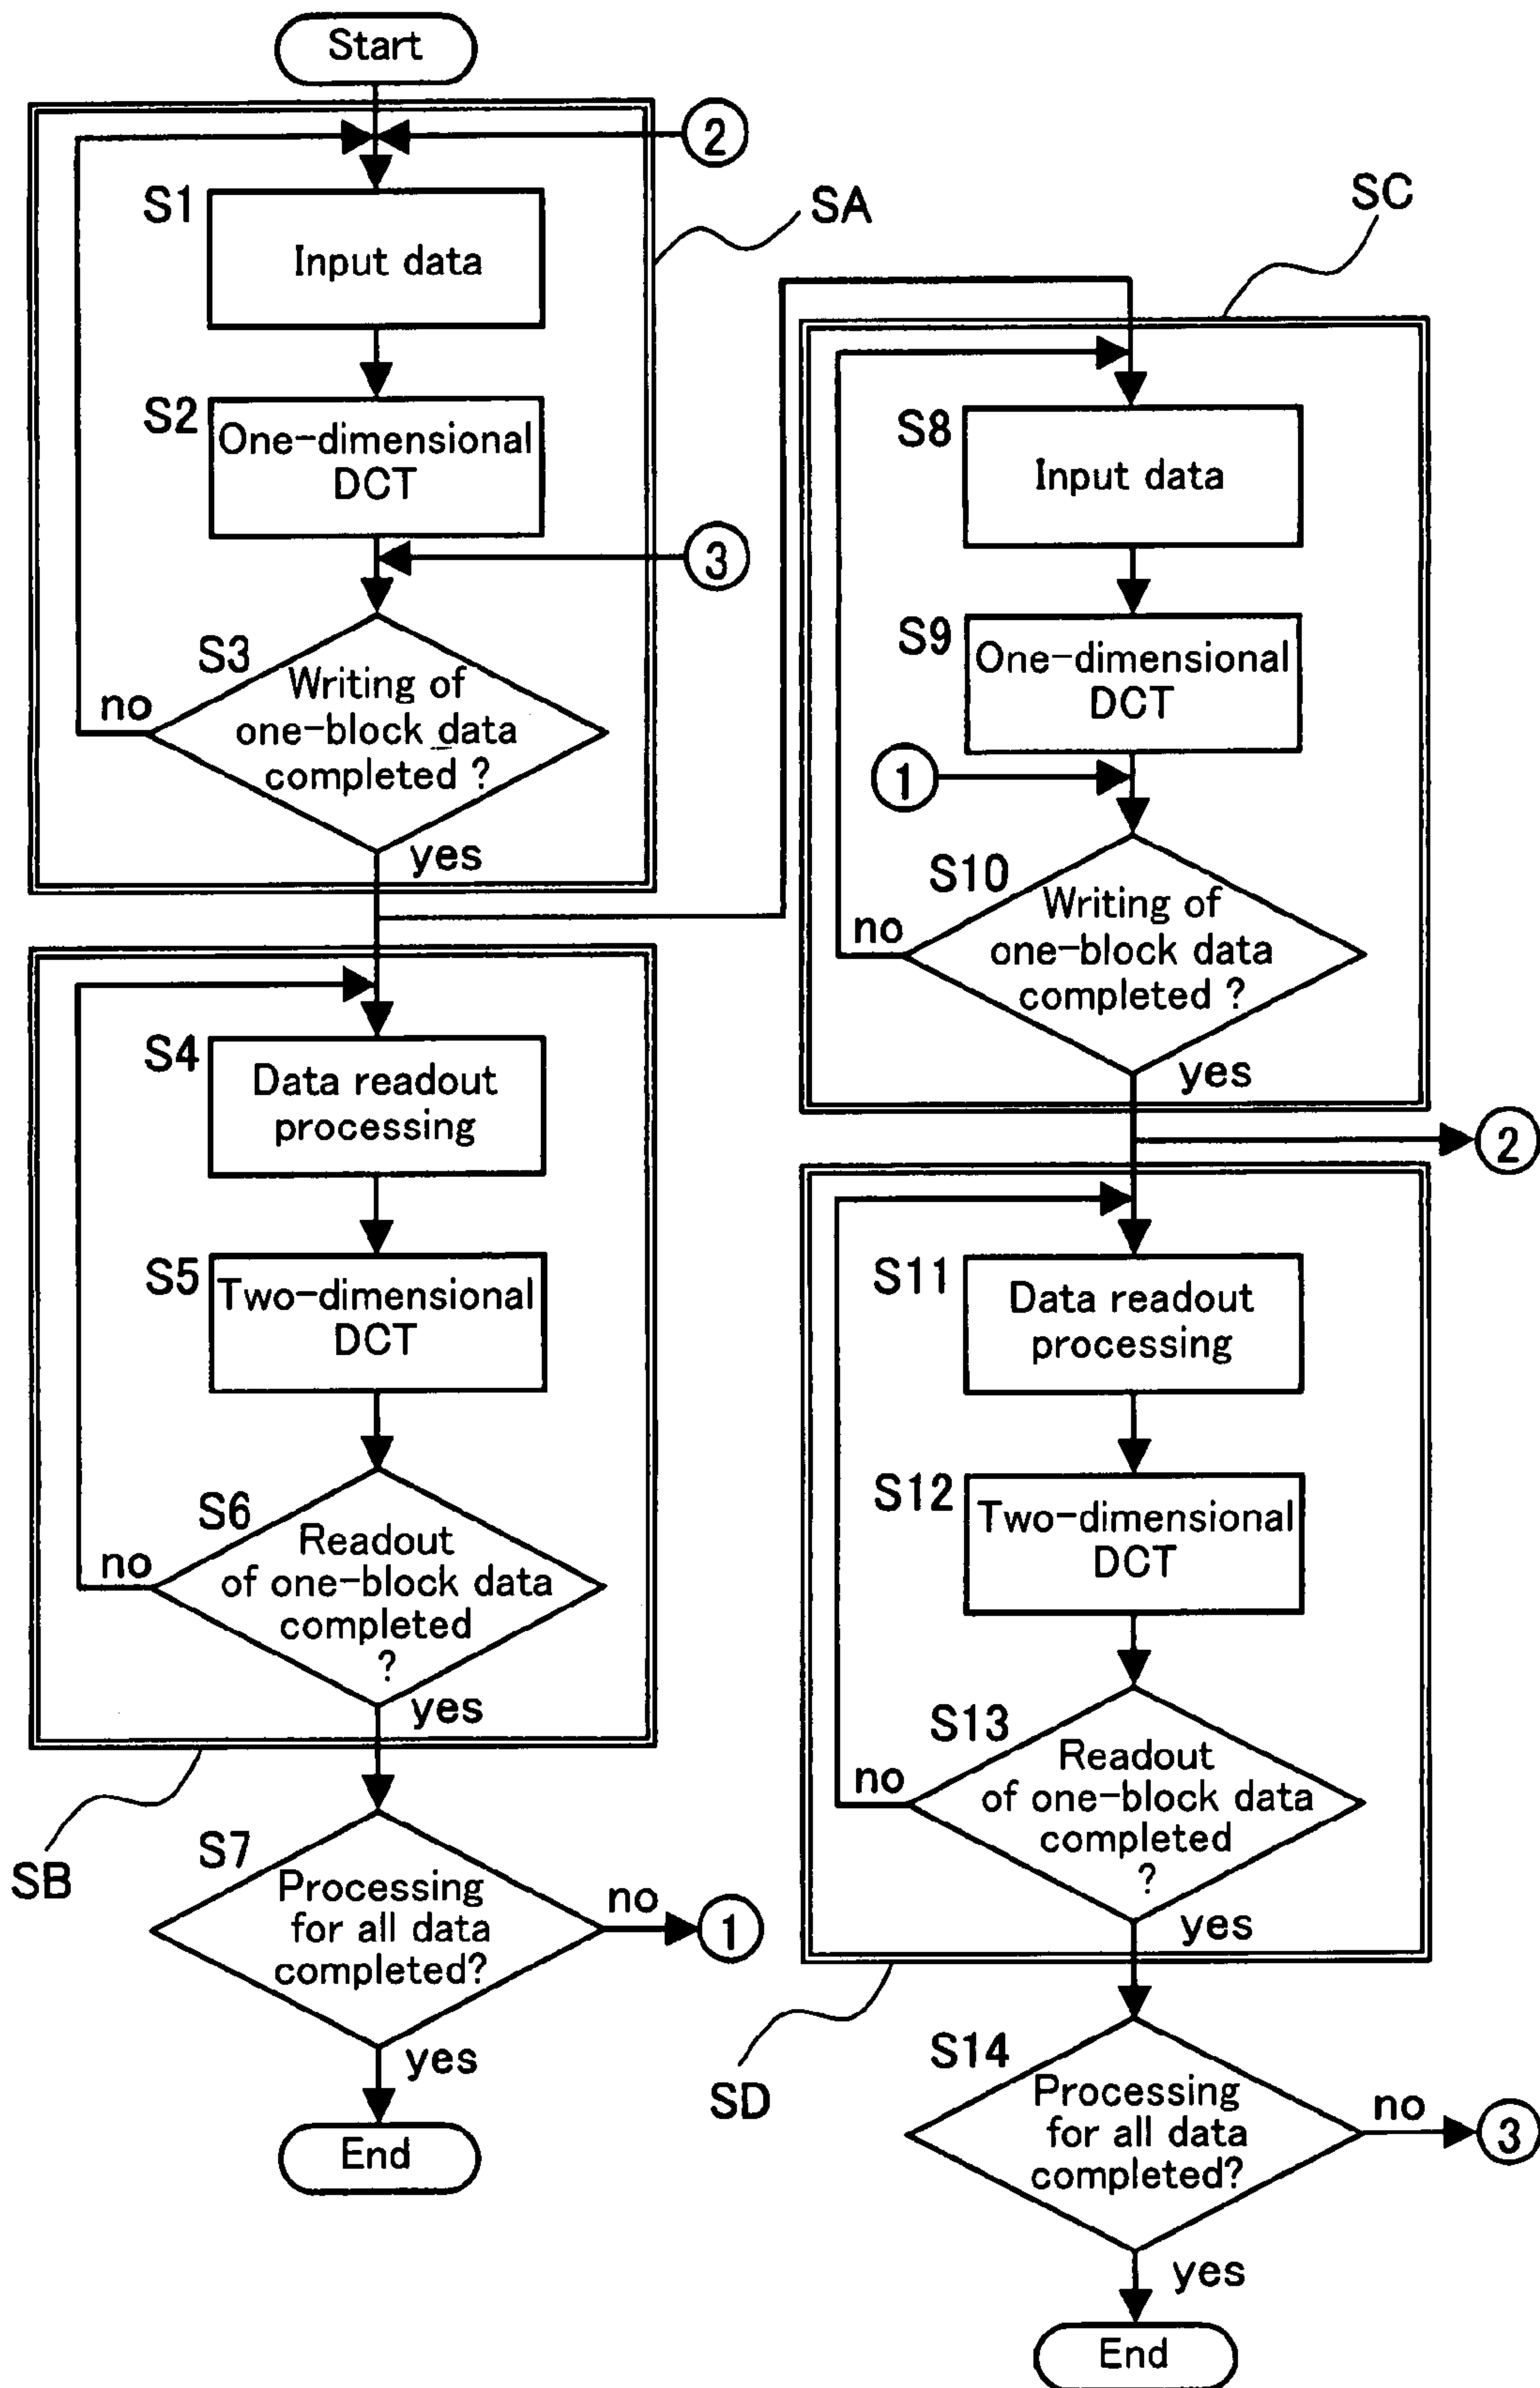 Start
②
S1
Input data
SA
S2
One-dimensional
DCT
③
S3
Writing of
one-block data
completed ?
no
yes
S4
Data readout
processing
S5
Two-dimensional
DCT
S6
Readout
of one-block data
completed
?
no
yes
SB
S7
Processing
for all data
completed?
no
①
yes
End
SC
S8
Input data
S9
One-dimensional
DCT
①
S10
Writing of
one-block data
completed ?
no
yes
②
S11
Data readout
processing
S12
Two-dimensional
DCT
S13
Readout
of one-block data
completed
?
no
yes
SD
S14
Processing
for all data
completed?
no
③
yes
End